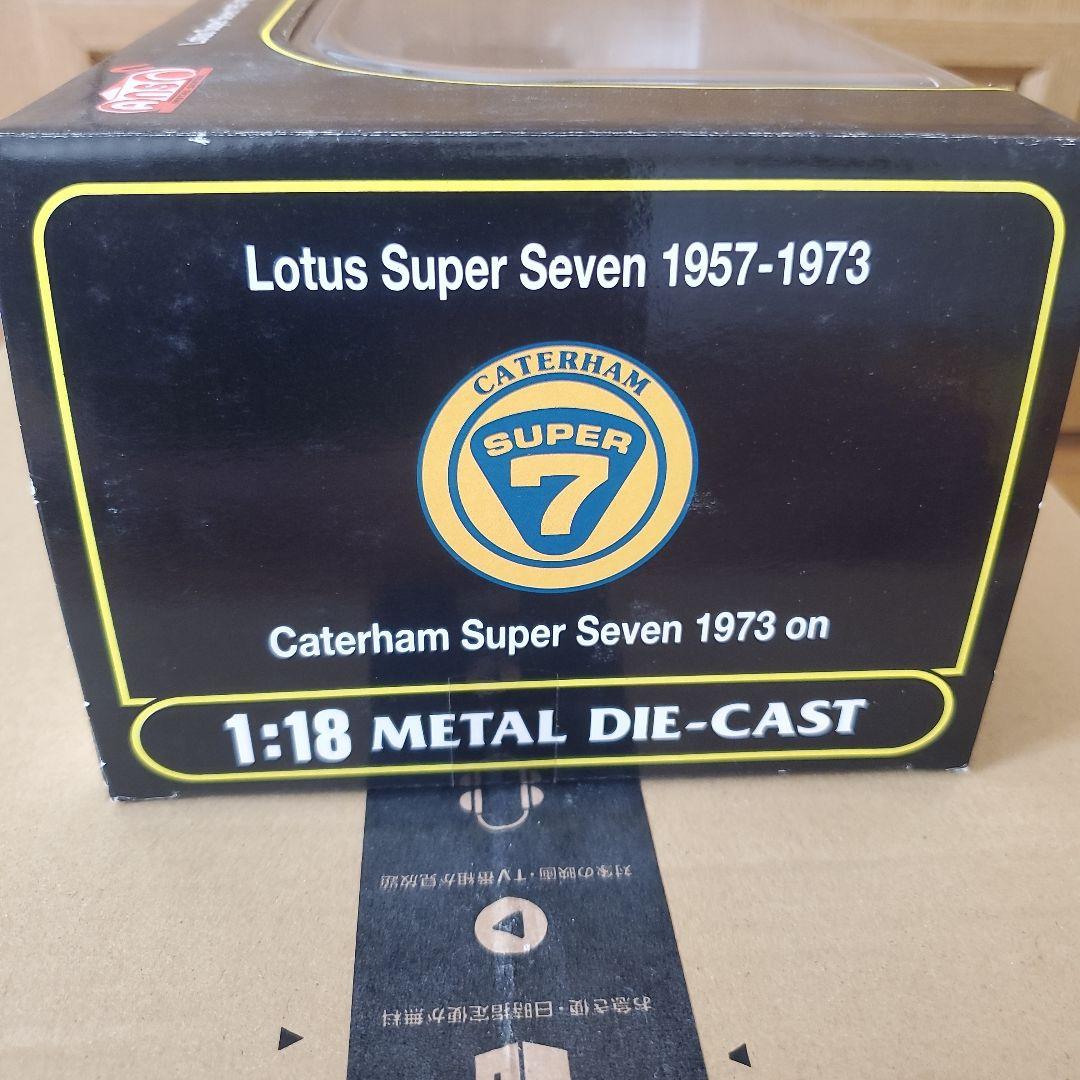 Lotus Super Seven 1957-1973
CATERHAM
SUPER
7
Caterham Super Seven 1973 on
1:18 METAL DIE-CAST
対象の映画・TV番組が見放題
お急ぎ便・日時指定便が無料